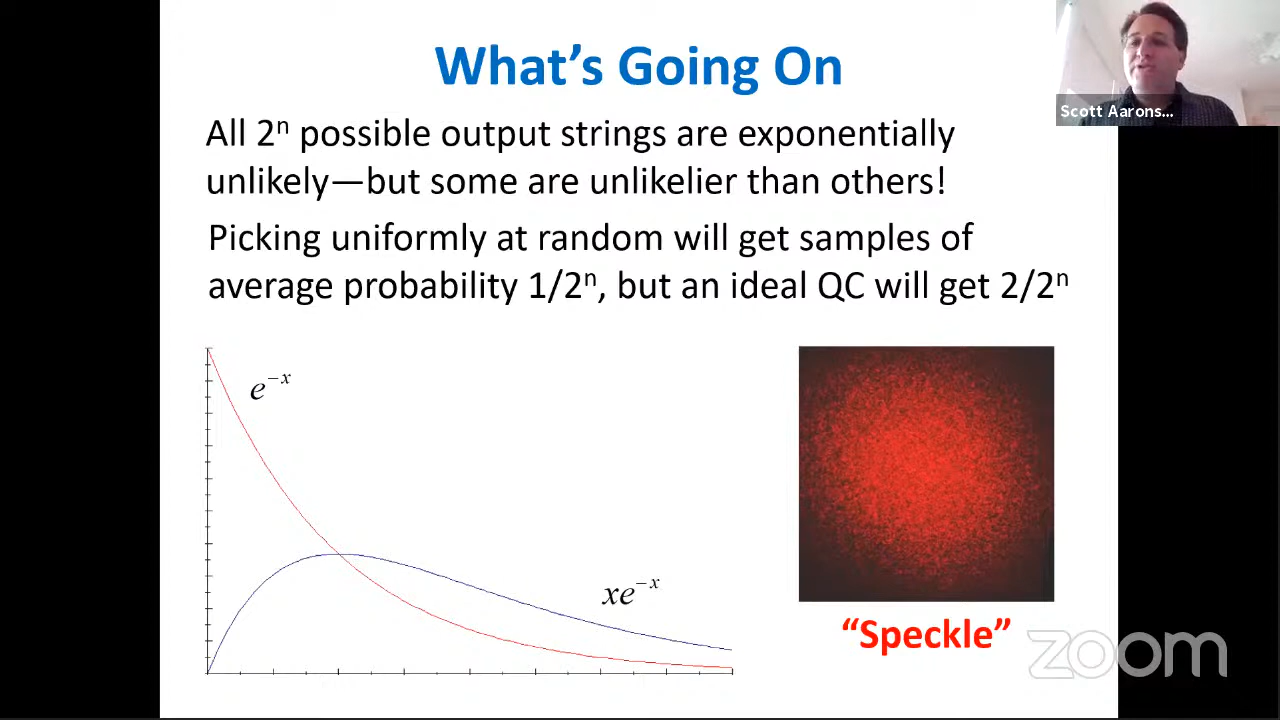 What's Going On
Scott Aarons...
All 2ⁿ possible output strings are exponentially
unlikely—but some are unlikelier than others!
Picking uniformly at random will get samples of
average probability 1/2ⁿ, but an ideal QC will get 2/2ⁿ
e⁻ˣ
xe⁻ˣ
“Speckle”
zoom